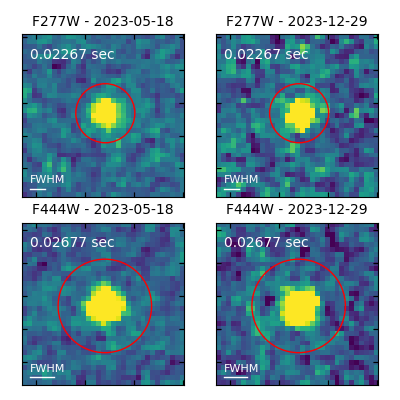 F277W - 2023-05-18
F277W - 2023-12-29
0.02267 sec
0.02267 sec
FWHM
FWHM
F444W - 2023-05-18
F444W - 2023-12-29
0.02677 sec
0.02677 sec
FWHM
FWHM